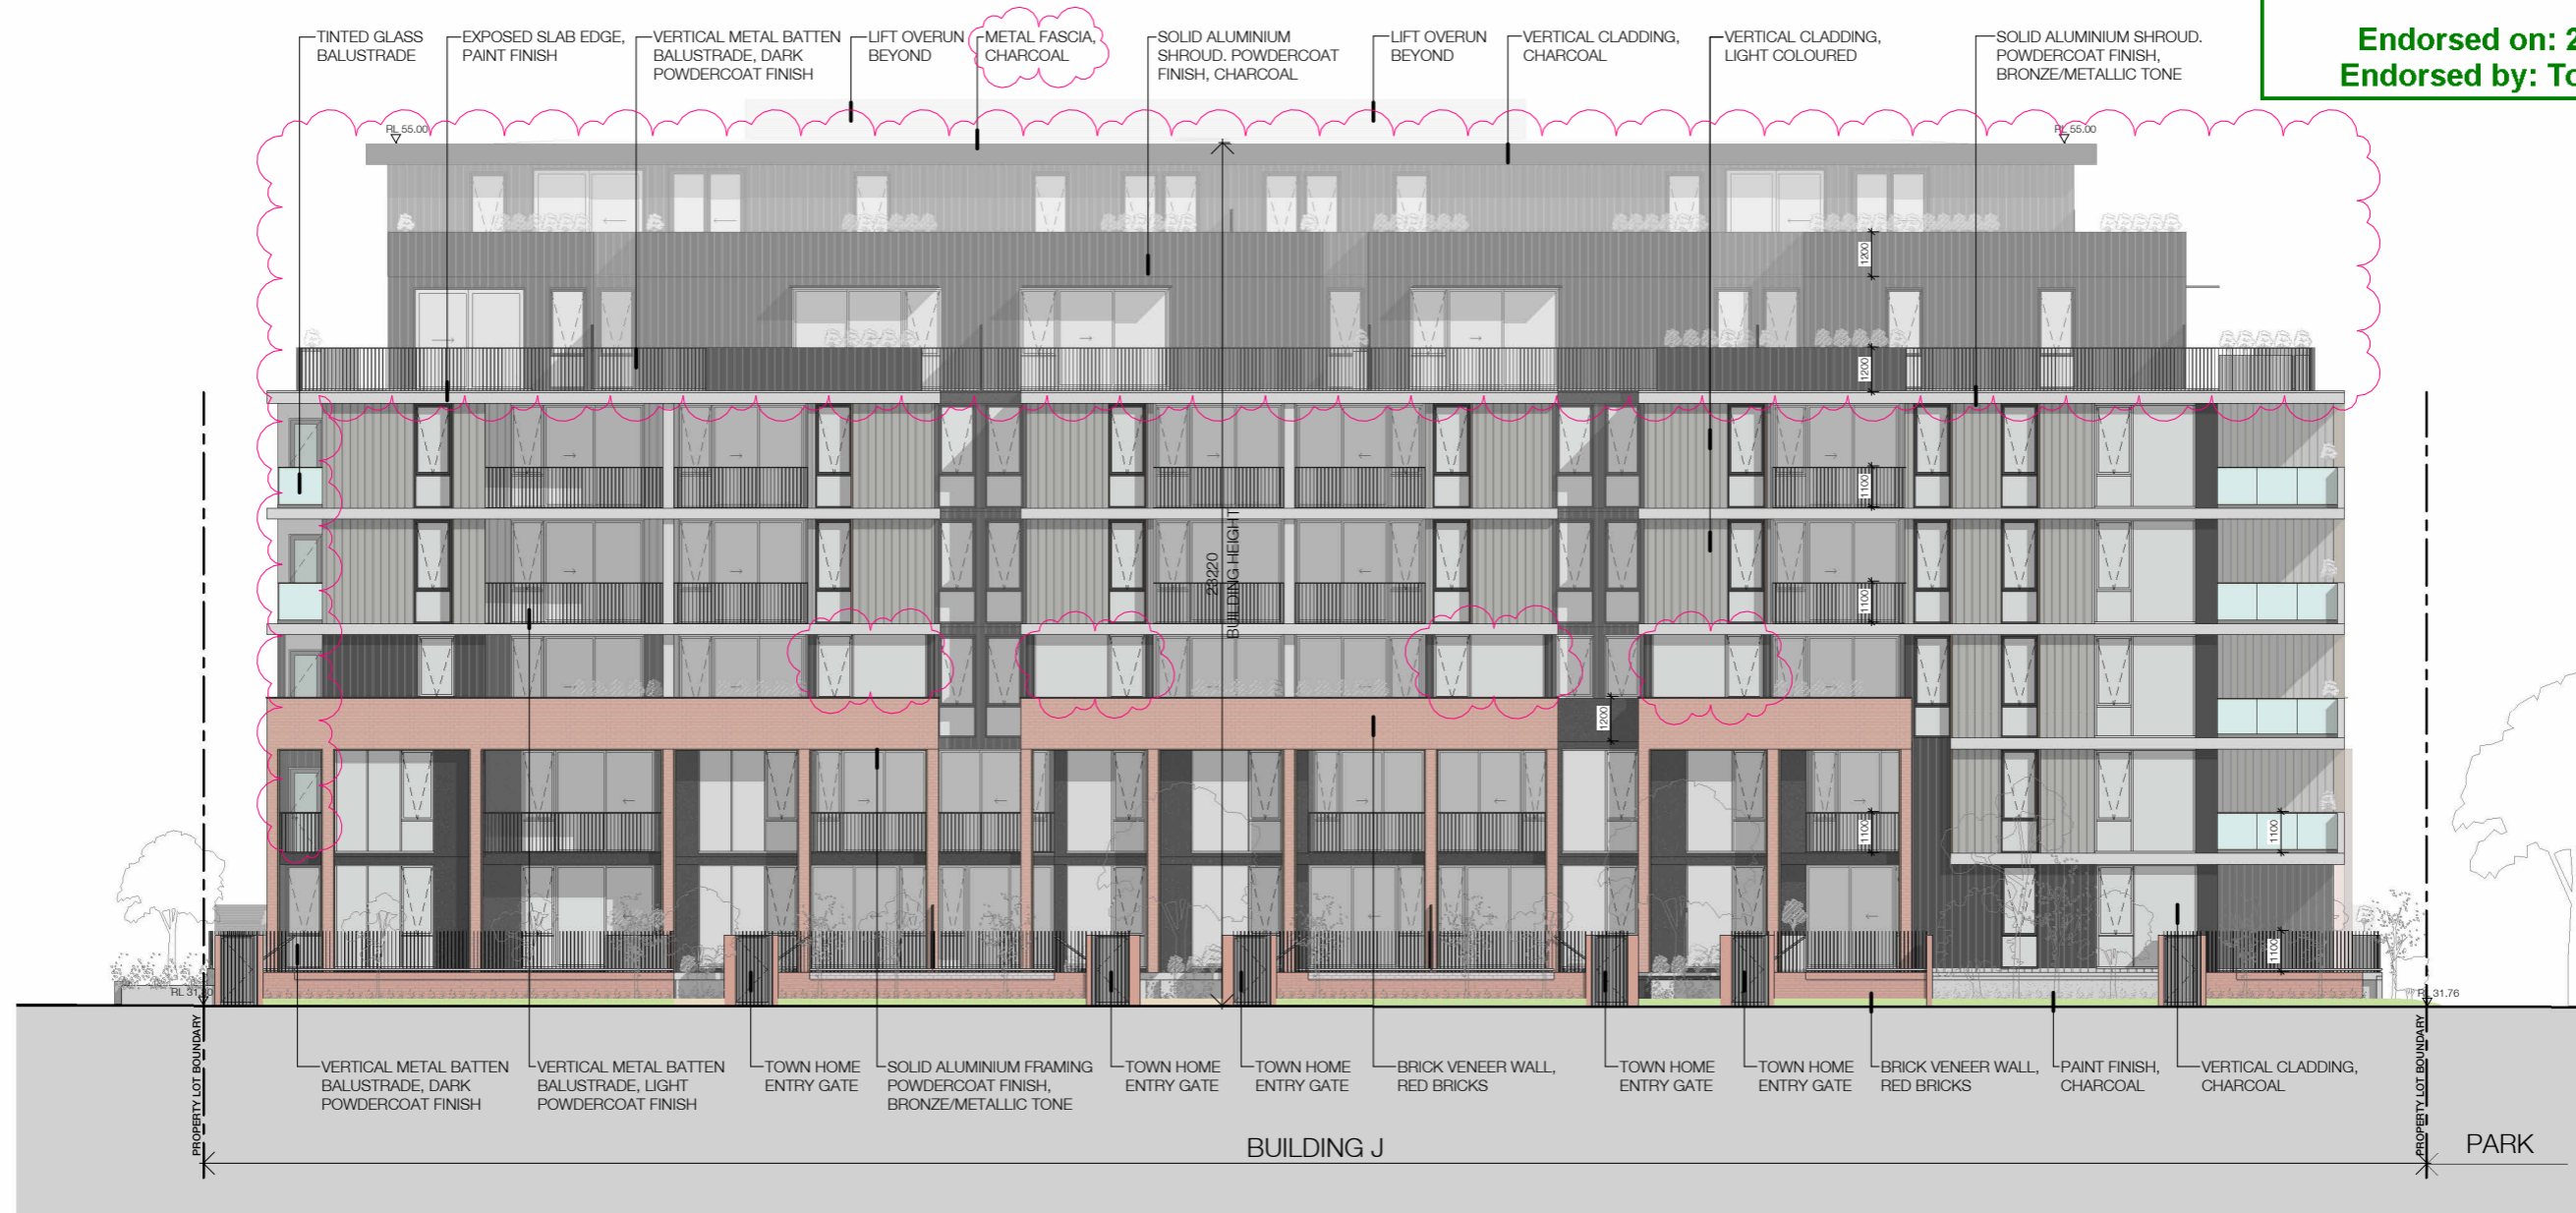 Endorsed on: 2
Endorsed by: To
TINTED GLASS
BALUSTRADE
EXPOSED SLAB EDGE,
PAINT FINISH
VERTICAL METAL BATTEN
BALUSTRADE, DARK
POWDERCOAT FINISH
LIFT OVERUN
BEYOND
METAL FASCIA,
CHARCOAL
SOLID ALUMINIUM
SHROUD. POWDERCOAT
FINISH, CHARCOAL
LIFT OVERUN
BEYOND
VERTICAL CLADDING,
CHARCOAL
VERTICAL CLADDING,
LIGHT COLOURED
SOLID ALUMINIUM SHROUD.
POWDERCOAT FINISH,
BRONZE/METALLIC TONE
RL 55.00
RL 55.00
1200
1200
1100
1100
23220
BUILDING HEIGHT
1200
1100
1100
1100
RL 31.80
RL 31.76
PROPERTY LOT BOUNDARY
VERTICAL METAL BATTEN
BALUSTRADE, DARK
POWDERCOAT FINISH
VERTICAL METAL BATTEN
BALUSTRADE, LIGHT
POWDERCOAT FINISH
TOWN HOME
ENTRY GATE
SOLID ALUMINIUM FRAMING
POWDERCOAT FINISH,
BRONZE/METALLIC TONE
TOWN HOME
ENTRY GATE
TOWN HOME
ENTRY GATE
BRICK VENEER WALL,
RED BRICKS
TOWN HOME
ENTRY GATE
TOWN HOME
ENTRY GATE
BRICK VENEER WALL,
RED BRICKS
PAINT FINISH,
CHARCOAL
VERTICAL CLADDING,
CHARCOAL
PROPERTY LOT BOUNDARY
BUILDING J
PARK